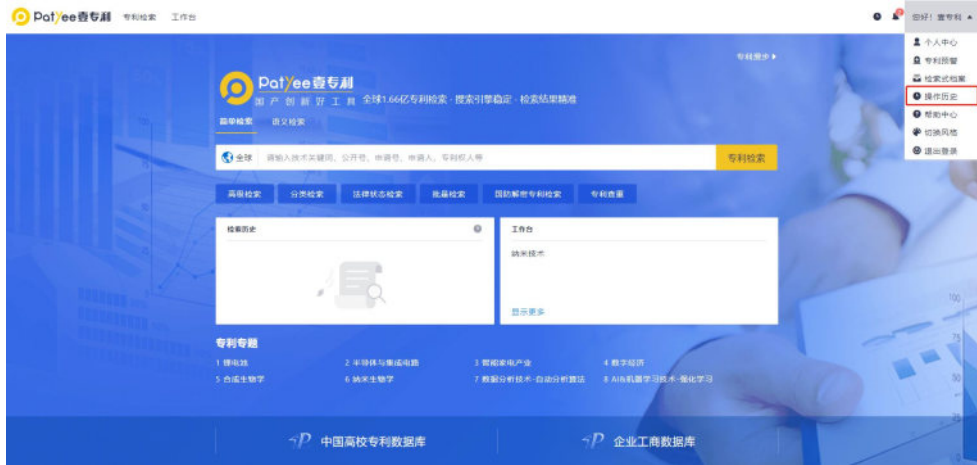 Patyee壹专利 专利检索 工作台
2 您好！壹专利
个人中心
专利预警
检索式档案
操作历史
帮助中心
切换风格
退出登录
专利漫步
Patyee壹专利
国产创新好工具 全球1.66亿专利检索·搜索引擎稳定·检索结果精准
简单检索 语义检索
全球 请输入技术关键词、公开号、申请号、申请人、专利权人等 专利检索
高级检索 分类检索 法律状态检索 批量检索 国防解密专利检索 专利查重
检索历史 工作台
纳米技术
显示更多
专利专题
1 锂电池 2 半导体与集成电路 3 智能家电产业 4 数字经济
5 合成生物学 6 纳米生物学 7 数据分析技术-自动分析算法 8 AI&机器学习技术-强化学习
中国高校专利数据库 企业工商数据库